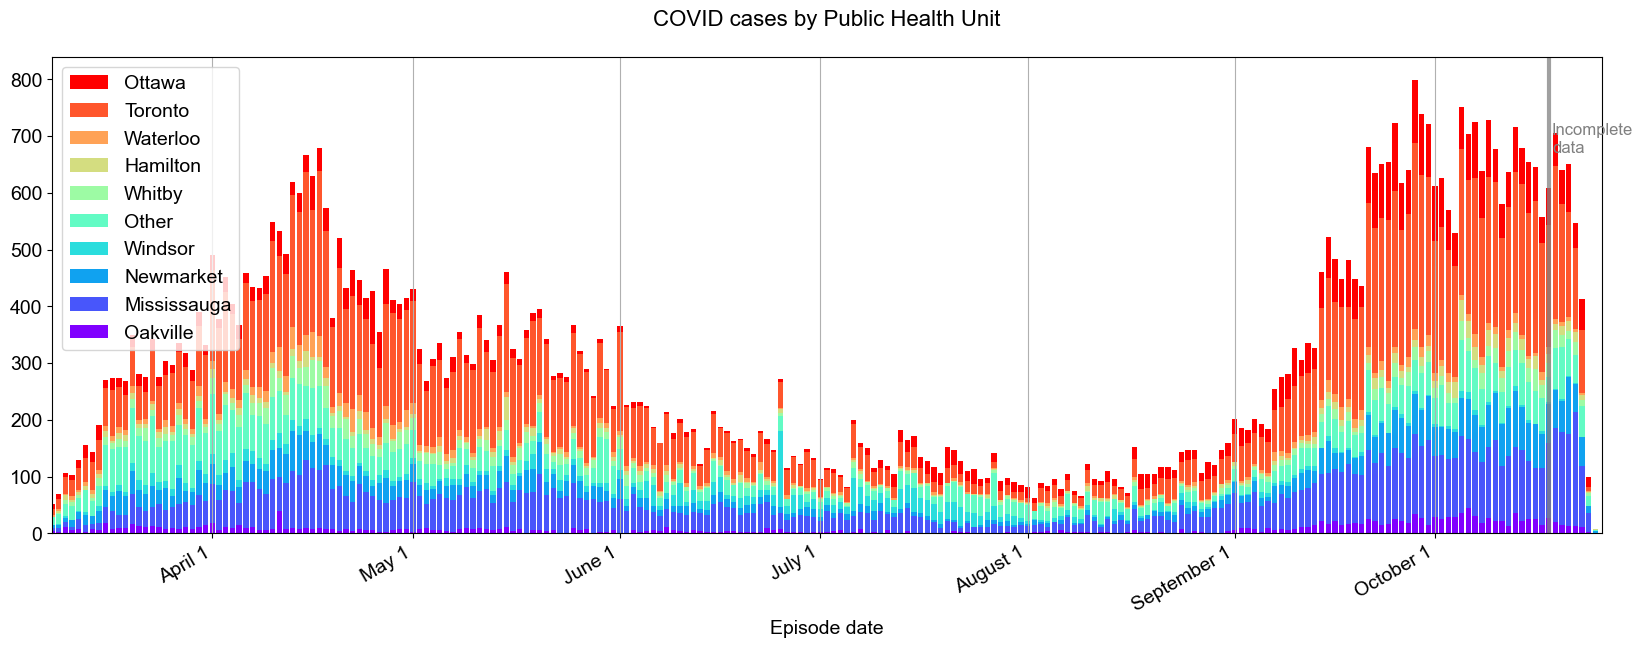 COVID cases by Public Health Unit
800
700
600
500
400
300
200
100
0
Ottawa
Toronto
Waterloo
Hamilton
Whitby
Other
Windsor
Newmarket
Mississauga
Oakville
Incomplete
data
April 1
May 1
June 1
July 1
August 1
September 1
October 1
Episode date